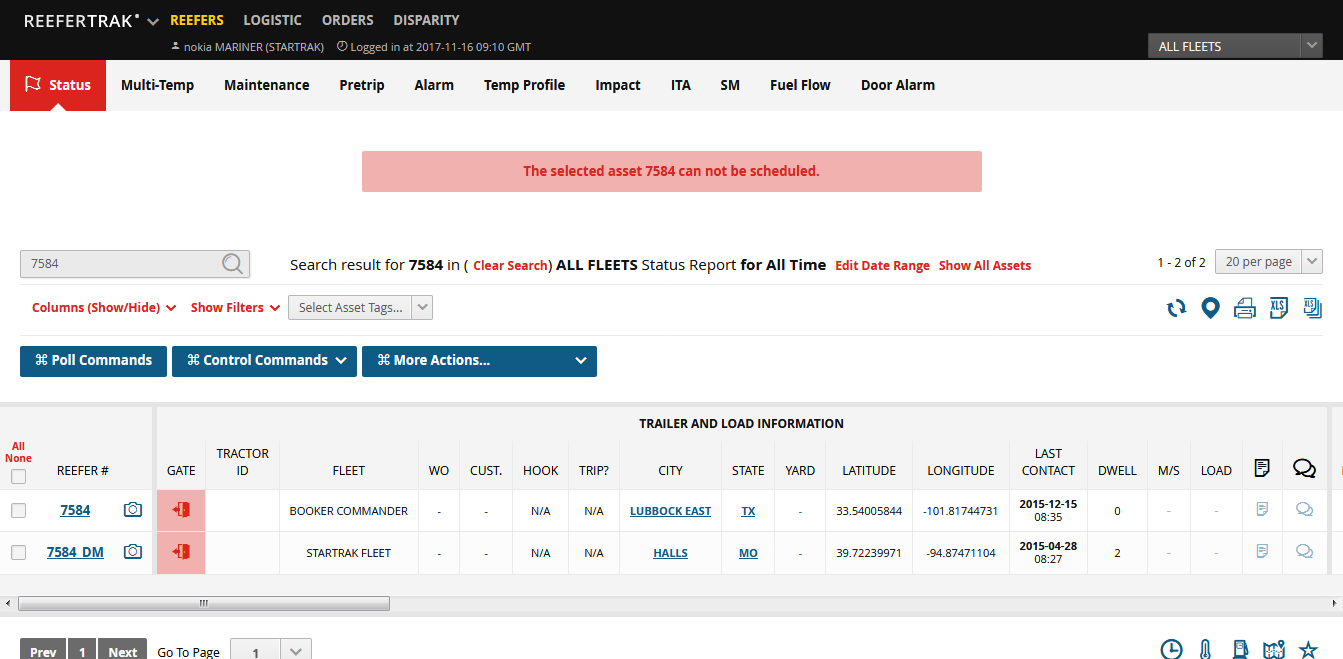 REEFERTRAK REEFERS LOGISTIC ORDERS DISPARITY
nokia MARINER (STARTRAK) Logged in at 2017-11-16 09:10 GMT ALL FLEETS
Status Multi-Temp Maintenance Pretrip Alarm Temp Profile Impact ITA SM Fuel Flow Door Alarm
The selected asset 7584 can not be scheduled.
7584 Search result for 7584 in ( Clear Search) ALL FLEETS Status Report for All Time Edit Date Range Show All Assets 1 - 2 of 2 20 per page
Columns (Show/Hide) Show Filters Select Asset Tags... XLS XLS
⌘ Poll Commands ⌘ Control Commands ⌘ More Actions...
TRAILER AND LOAD INFORMATION
All None REEFER # GATE TRACTOR ID FLEET WO CUST. HOOK TRIP? CITY STATE YARD LATITUDE LONGITUDE LAST CONTACT DWELL M/S LOAD
7584 BOOKER COMMANDER - - N/A N/A LUBBOCK EAST TX - 33.54005844 -101.81744731 2015-12-15 08:35 0 - -
7584 DM STARTRAK FLEET - - N/A N/A HALLS MO - 39.72239971 -94.87471104 2015-04-28 08:27 2 - -
Prev 1 Next Go To Page 1